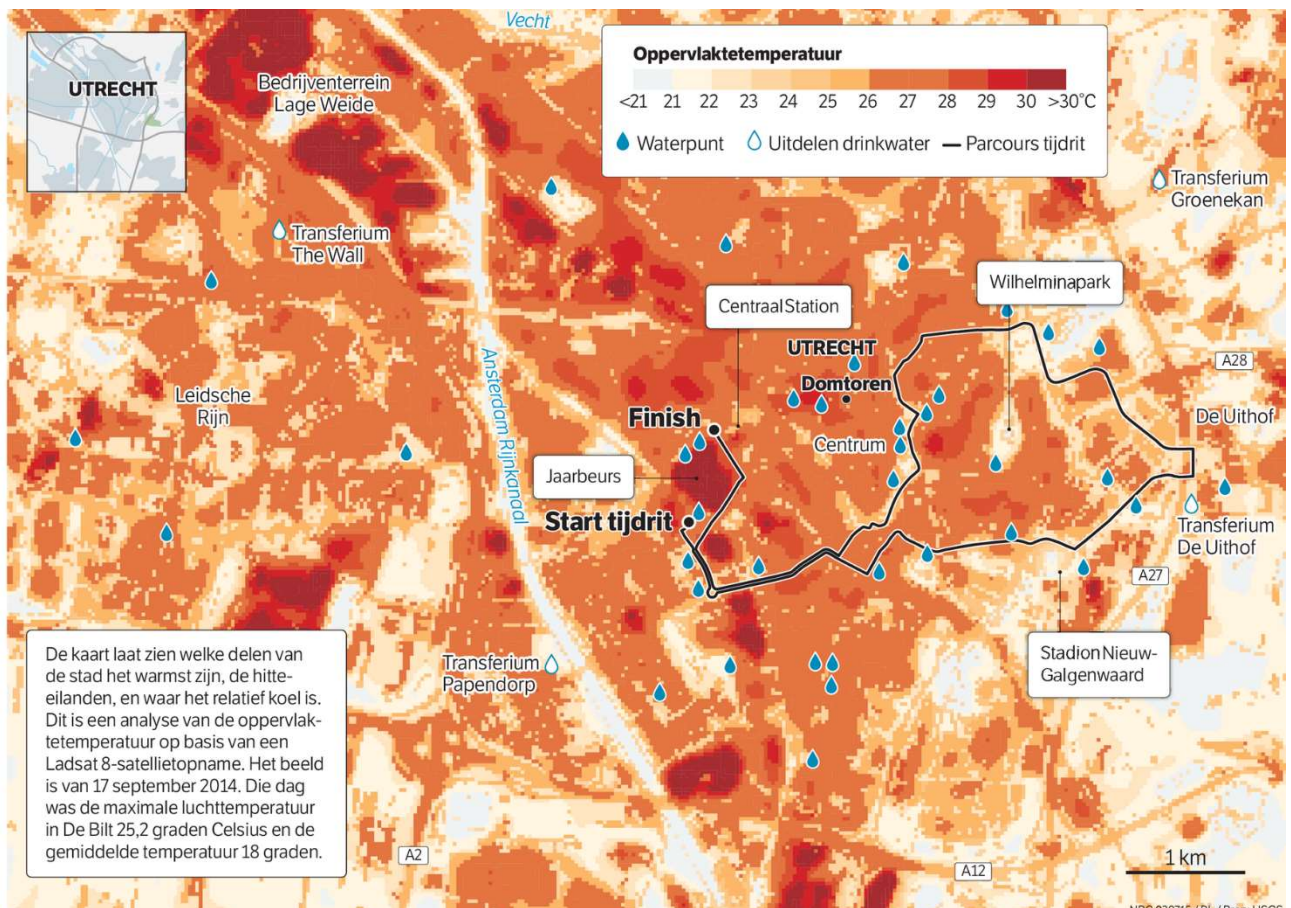 Vecht
UTRECHT
Bedrijventerrein
Lage Weide
Oppervlaktetemperatuur
<21 21 22 23 24 25 26 27 28 29 30 >30°C
Waterpunt Uitdelen drinkwater Parcours tijdrit
Transferium
Groenekan
Transferium
The Wall
Centraal Station
Wilhelminapark
UTRECHT
Domtoren
A28
Leidsche
Rijn
Amsterdam Rijnkanaal
Finish
Centrum
De Uithof
Jaarbeurs
Start tijdrit
Transferium
De Uithof
A27
Stadion Nieuw-
Galgenwaard
Transferium
Papendorp
De kaart laat zien welke delen van
de stad het warmst zijn, de hitte-
eilanden, en waar het relatief koel is.
Dit is een analyse van de oppervlak-
tetemperatuur op basis van een
Ladsat 8-satellietopname. Het beeld
is van 17 september 2014. Die dag
was de maximale luchttemperatuur
in De Bilt 25,2 graden Celsius en de
gemiddelde temperatuur 18 graden.
A2
A12
1 km